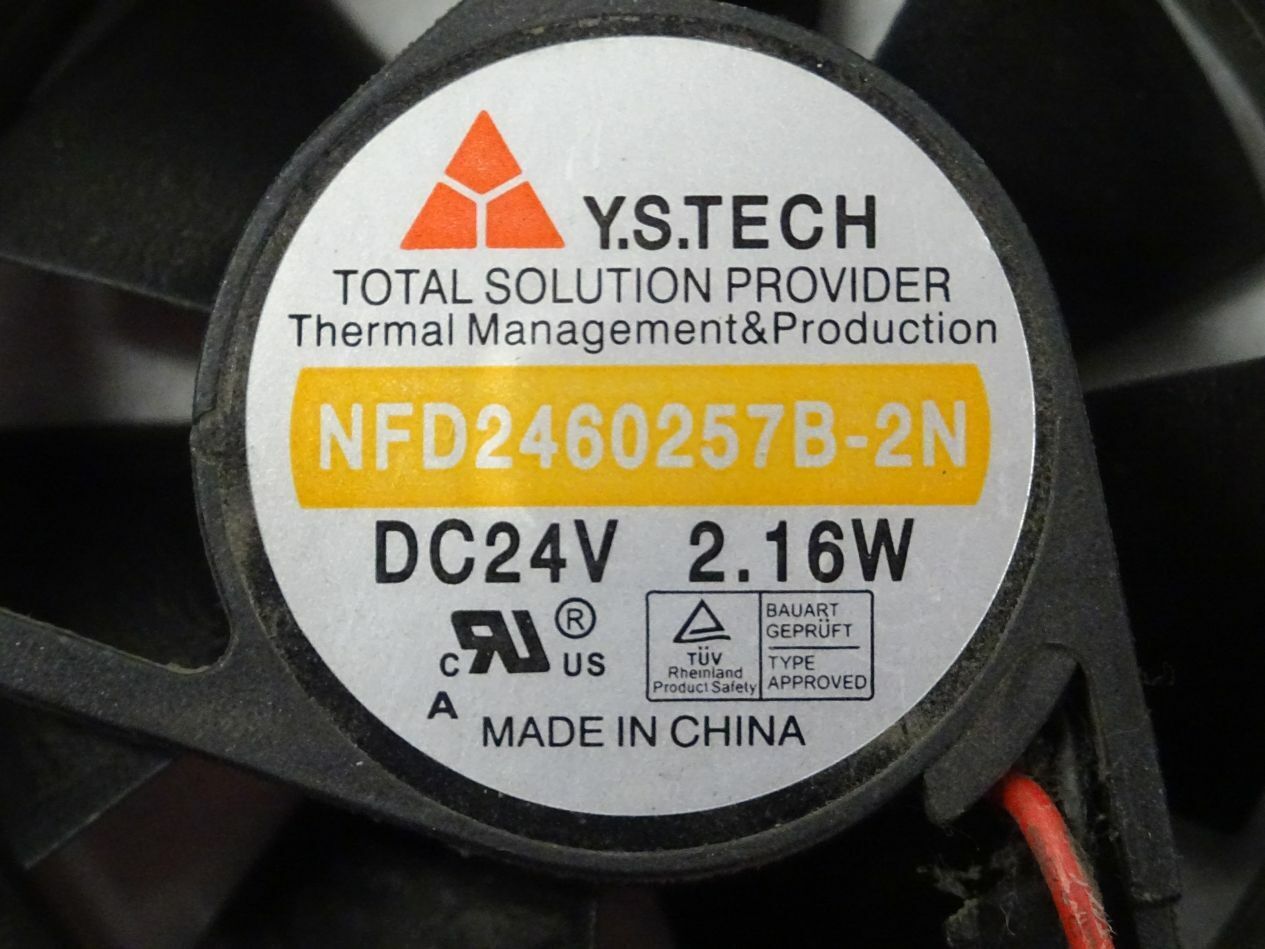 Y.S.TECH
TOTAL SOLUTION PROVIDER
Thermal Management&Production
NFD2460257B-2N
DC24V 2.16W
c RU ® US
A
TÜV
Rheinland
Product Safety
BAUART
GEPRÜFT
TYPE
APPROVED
MADE IN CHINA